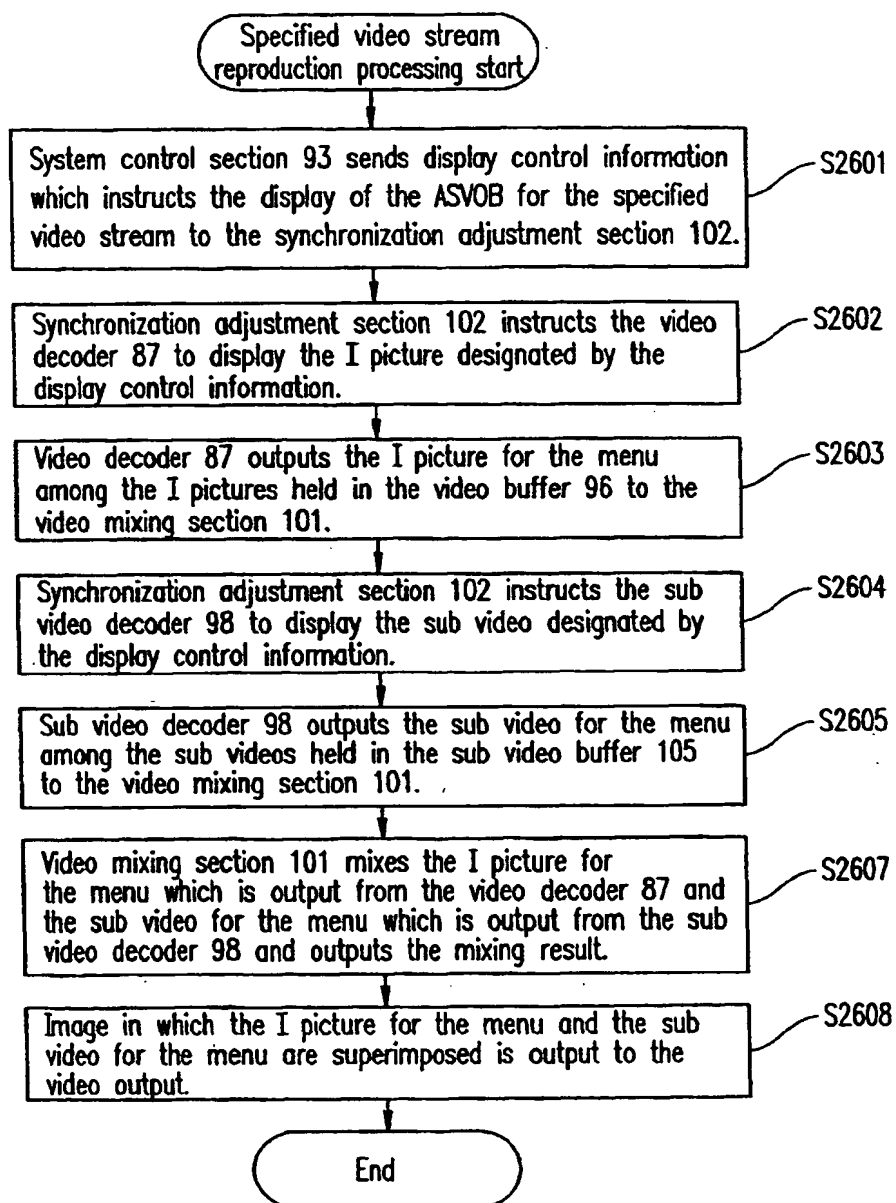 Specified video stream
reproduction processing start
System control section 93 sends display control information
which instructs the display of the ASVOB for the specified
video stream to the synchronization adjustment section 102.
S2601
Synchronization adjustment section 102 instructs the video
decoder 87 to display the I picture designated by the
display control information.
S2602
Video decoder 87 outputs the I picture for the menu
among the I pictures held in the video buffer 96 to the
video mixing section 101.
S2603
Synchronization adjustment section 102 instructs the sub
video decoder 98 to display the sub video designated by
the display control information.
S2604
Sub video decoder 98 outputs the sub video for the menu
among the sub videos held in the sub video buffer 105
to the video mixing section 101.
S2605
Video mixing section 101 mixes the I picture for
the menu which is output from the video decoder 87 and
the sub video for the menu which is output from the sub
video decoder 98 and outputs the mixing result.
S2607
Image in which the I picture for the menu and the sub
video for the menu are superimposed is output to the
video output.
S2608
End